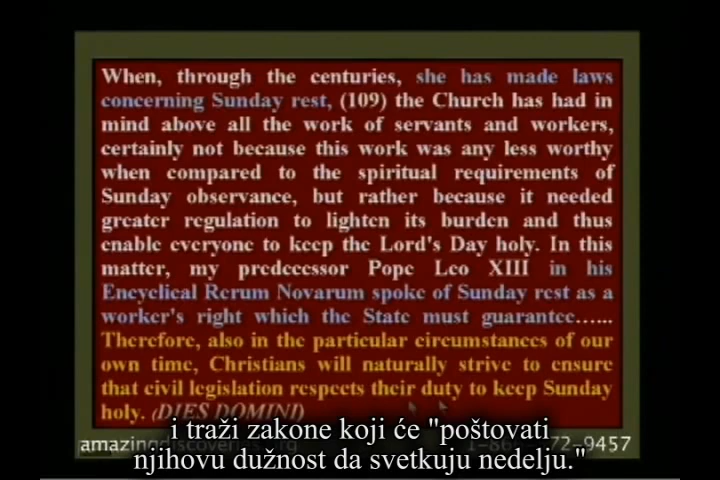 When, through the centuries, she has made laws
concerning Sunday rest, (109) the Church has had in
mind above all the work of servants and workers,
certainly not because this work was any less worthy
when compared to the spiritual requirements of
Sunday observance, but rather because it needed
greater regulation to lighten its burden and thus
enable everyone to keep the Lord's Day holy. In this
matter, my predecessor Pope Leo XIII in his
Encyclical Rerum Novarum spoke of Sunday rest as a
worker's right which the State must guarantee......
Therefore, also in the particular circumstances of our
own time, Christians will naturally strive to ensure
that civil legislation respects their duty to keep Sunday
holy. (DIES DOMINI)
i traži zakone koji će "poštovati
njihovu dužnost da svetkuju nedelju."